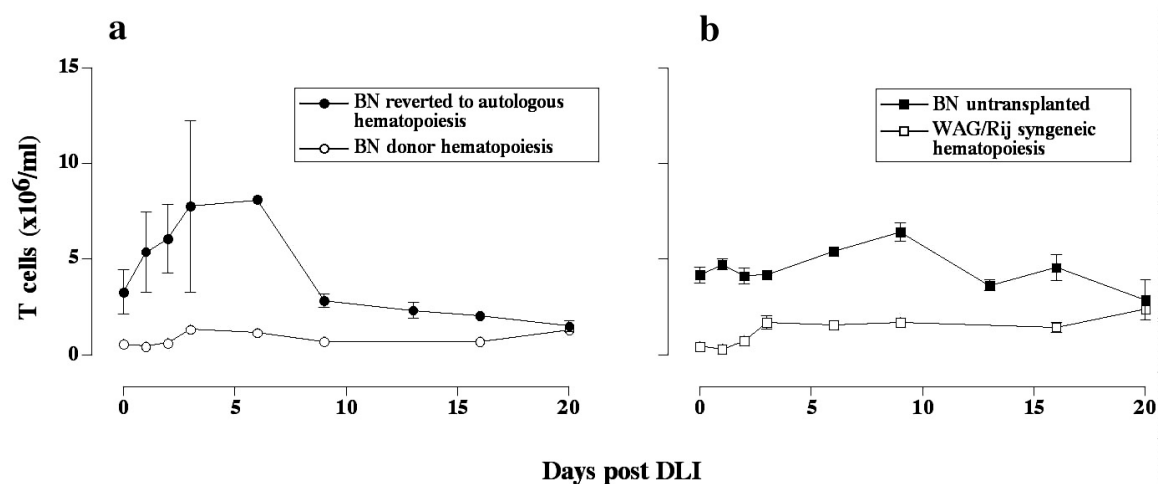 a
b
15
10
5
0
T cells (x10⁶/ml)
BN reverted to autologous
hematopoiesis
BN donor hematopoiesis
BN untransplanted
WAG/Rij syngeneic
hematopoiesis
0 5 10 15 20
0 5 10 15 20
Days post DLI